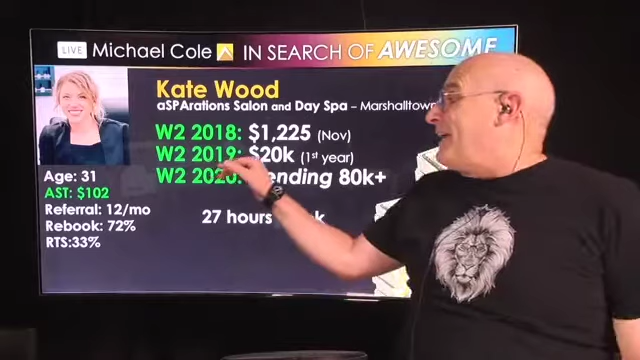 LIVE Michael Cole IN SEARCH OF AWESOME
Kate Wood
aSPArations Salon and Day Spa – Marshalltow
W2 2018: $1,225 (Nov)
W2 2019: $20k (1st year)
W2 2020: ending 80k+
27 hours k
Age: 31
AST: $102
Referral: 12/mo
Rebook: 72%
RTS:33%